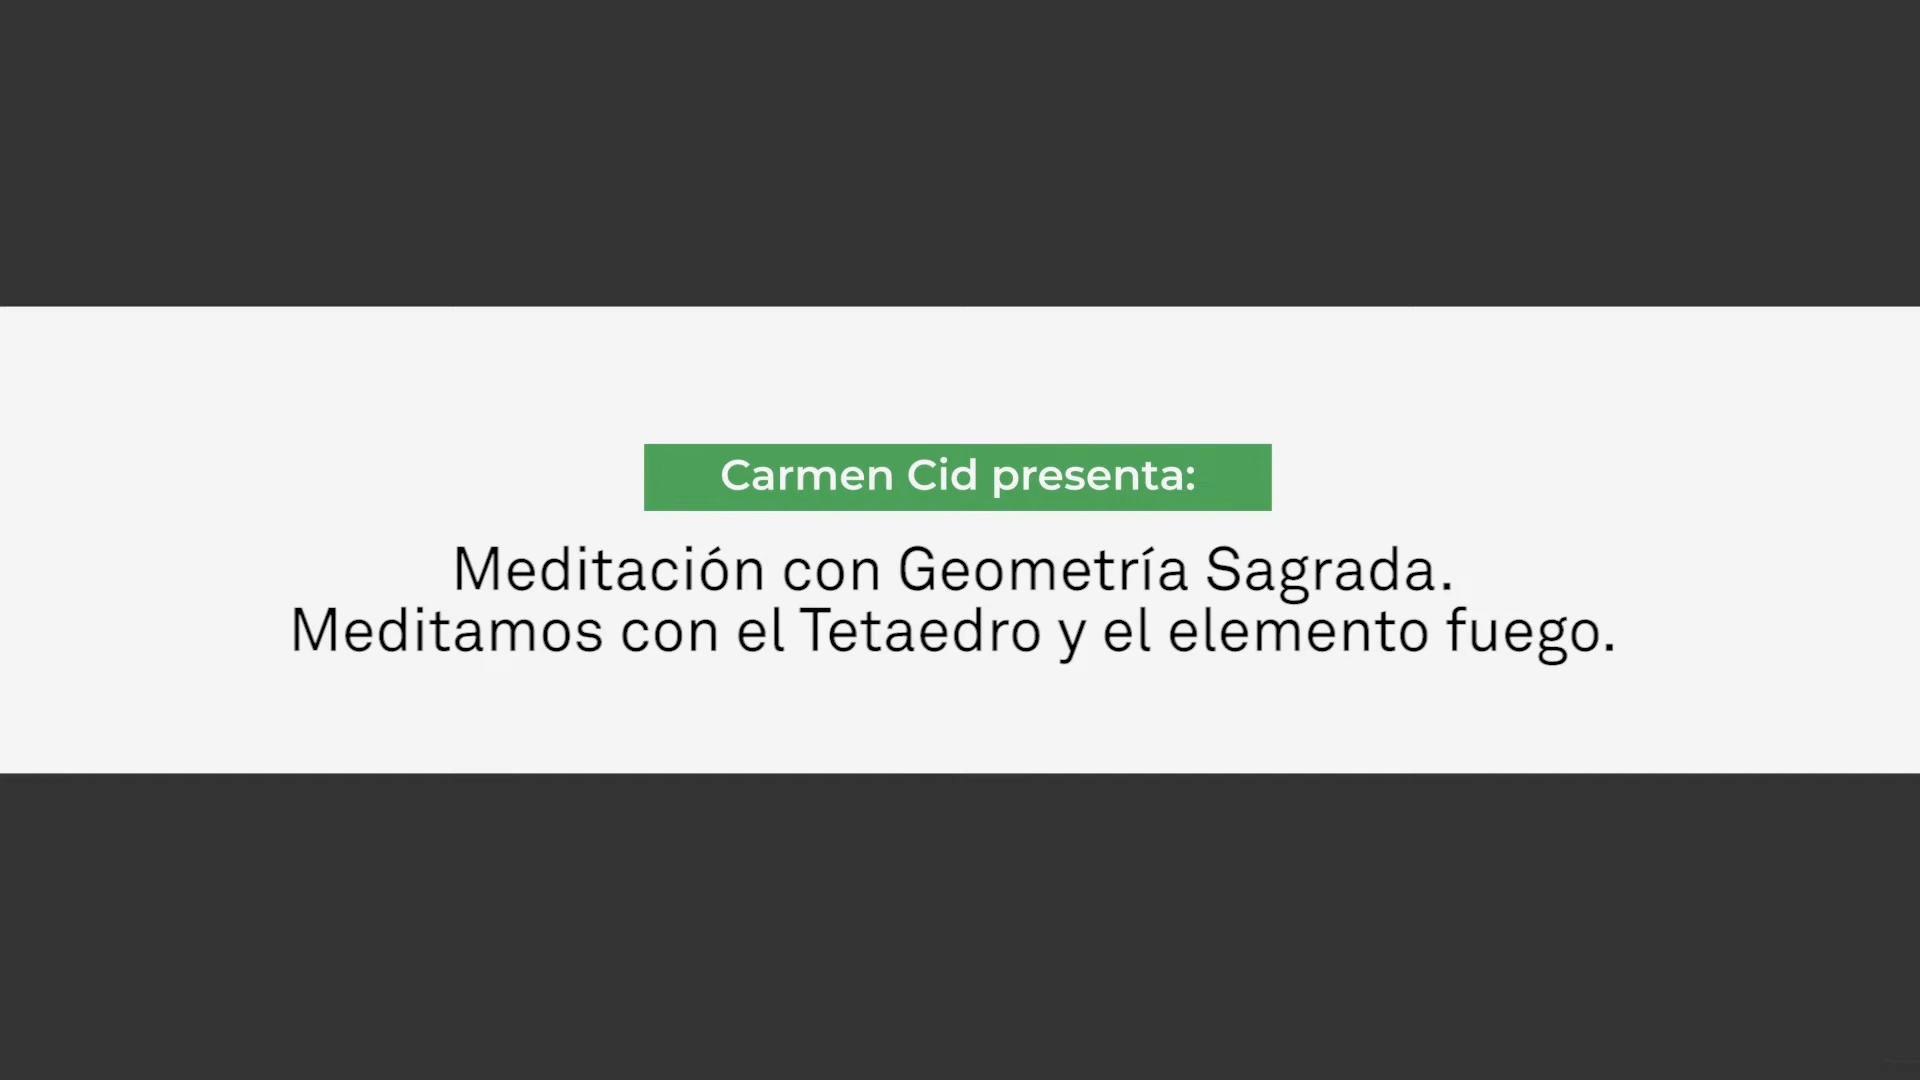 Carmen Cid presenta:
Meditación con Geometría Sagrada.
Meditamos con el Tetaedro y el elemento fuego.